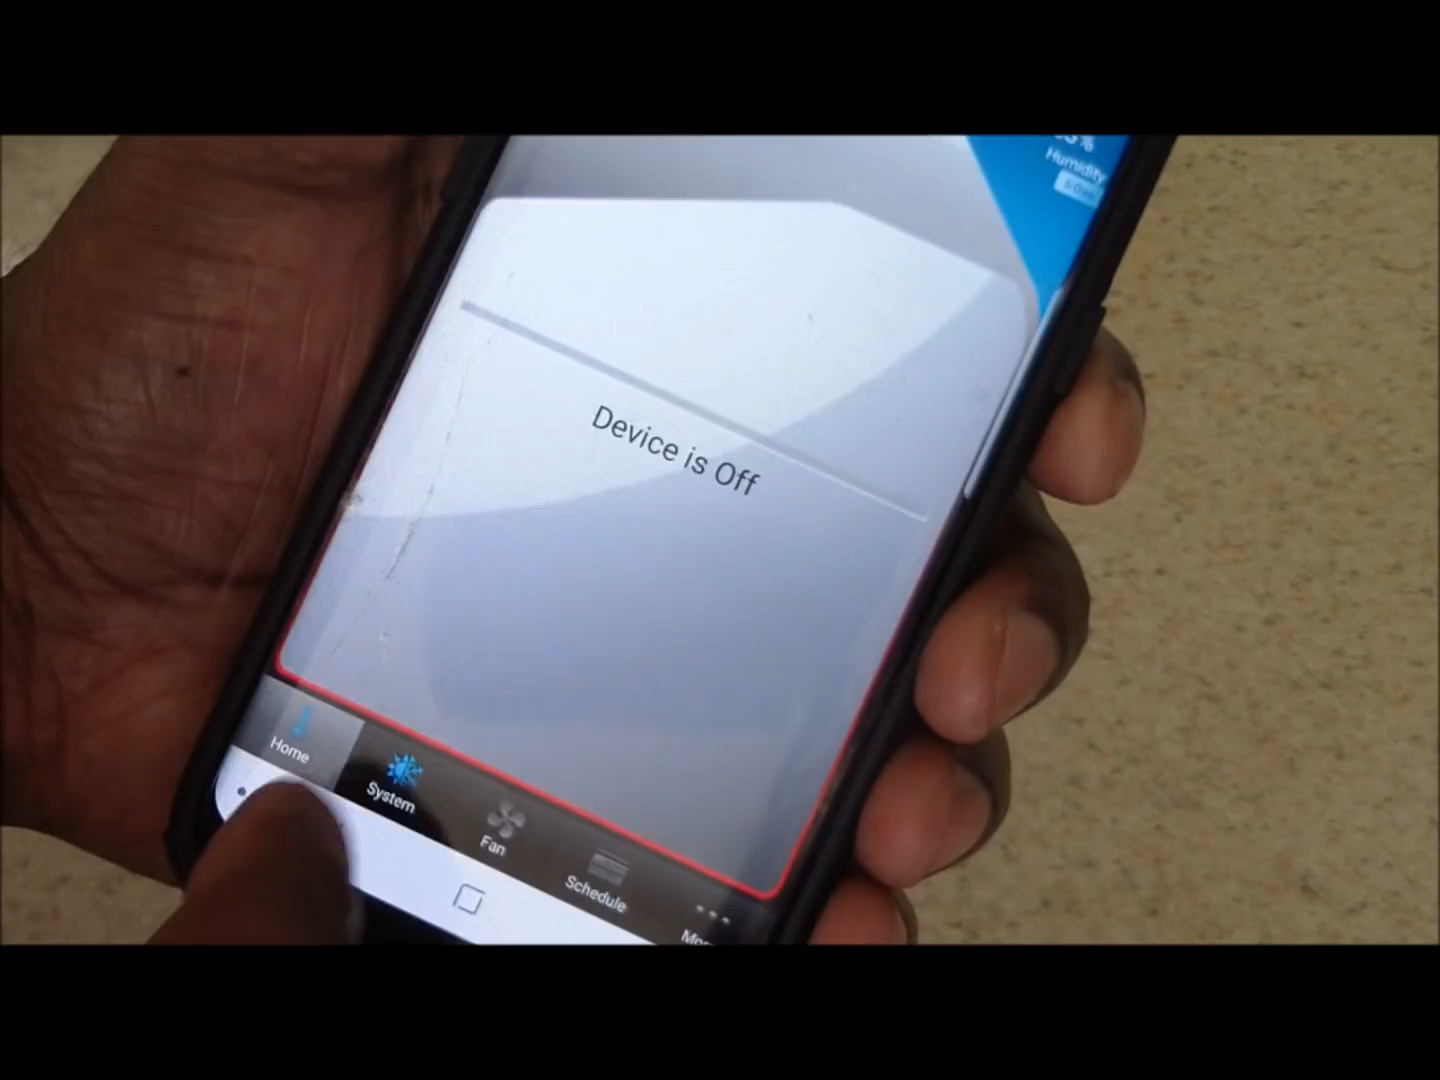 Humidity
Device is Off
Home
System
Fan
Schedule